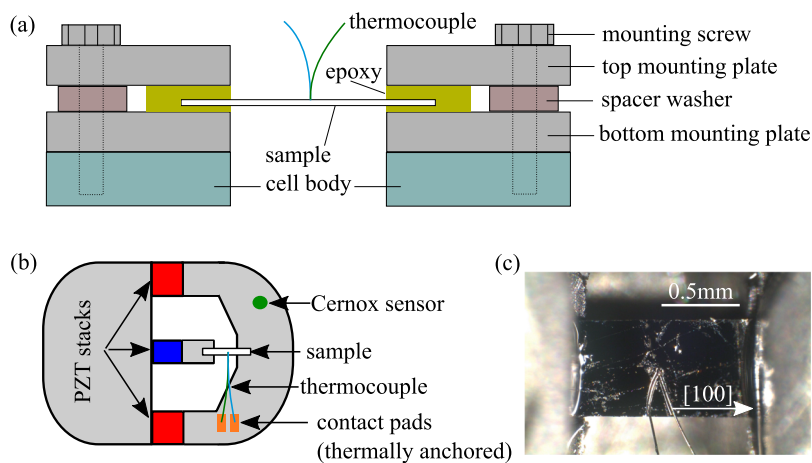 (a)
thermocouple
mounting screw
top mounting plate
epoxy
spacer washer
bottom mounting plate
sample
cell body
(b)
(c)
PZT stacks
Cernox sensor
sample
thermocouple
contact pads
(thermally anchored)
0.5mm
[100]